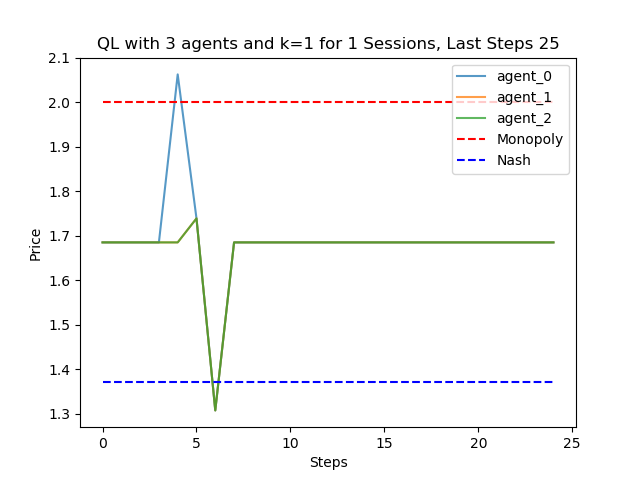 QL with 3 agents and k=1 for 1 Sessions, Last Steps 25
2.1
2.0
1.9
1.8
1.7
1.6
1.5
1.4
1.3
Price
agent_0
agent_1
agent_2
Monopoly
Nash
0 5 10 15 20 25
Steps